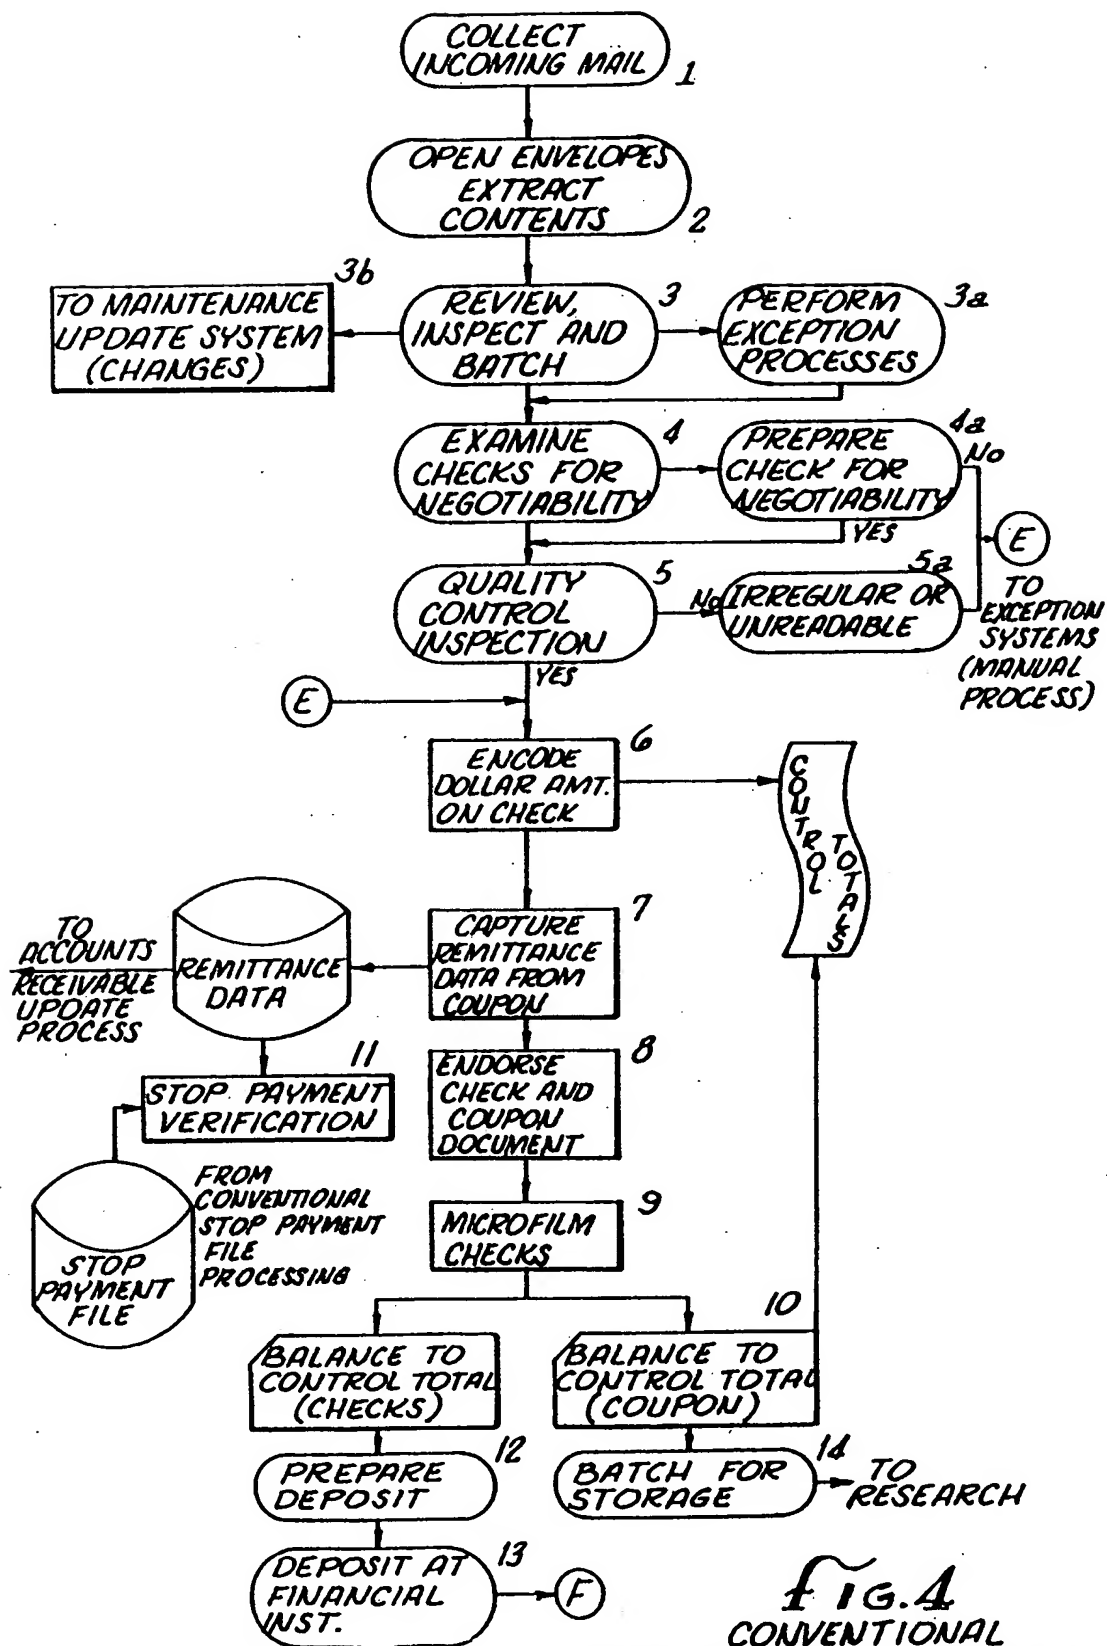 COLLECT
INCOMING MAIL
1
OPEN ENVELOPES
EXTRACT
CONTENTS
2
3b
TO MAINTENANCE
UPDATE SYSTEM
(CHANGES)
REVIEW,
INSPECT AND
BATCH
3
PERFORM
EXCEPTION
PROCESSES
3a
EXAMINE
CHECKS FOR
NEGOTIABILITY
4
PREPARE
CHECK FOR
NEGOTIABILITY
4a
No
YES
E
TO
EXCEPTION
SYSTEMS
(MANUAL
PROCESS)
QUALITY
CONTROL
INSPECTION
5
No
IRREGULAR OR
UNREADABLE
5a
YES
E
ENCODE
DOLLAR AMT.
ON CHECK
6
CONTROL
TOTALS
CAPTURE
REMITTANCE
DATA FROM
COUPON
7
REMITTANCE
DATA
TO
ACCOUNTS
RECEIVABLE
UPDATE
PROCESS
ENDORSE
CHECK AND
COUPON
DOCUMENT
8
11
STOP PAYMENT
VERIFICATION
STOP
PAYMENT
FILE
FROM
CONVENTIONAL
STOP PAYMENT
FILE
PROCESSING
MICROFILM
CHECKS
9
BALANCE TO
CONTROL TOTAL
(CHECKS)
10
BALANCE TO
CONTROL TOTAL
(COUPON)
12
PREPARE
DEPOSIT
14
BATCH FOR
STORAGE
TO
RESEARCH
13
DEPOSIT AT
FINANCIAL
INST.
F
FIG.4
CONVENTIONAL